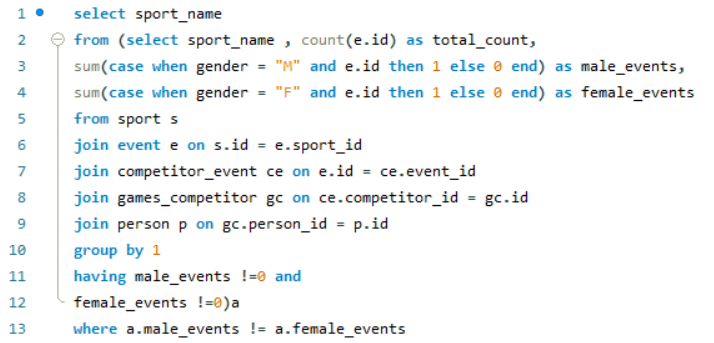 1 select sport_name
2 from (select sport_name , count(e.id) as total_count,
3 sum(case when gender = "M" and e.id then 1 else 0 end) as male_events,
4 sum(case when gender = "F" and e.id then 1 else 0 end) as female_events
5 from sport s
6 join event e on s.id = e.sport_id
7 join competitor_event ce on e.id = ce.event_id
8 join games_competitor gc on ce.competitor_id = gc.id
9 join person p on gc.person_id = p.id
10 group by 1
11 having male_events !=0 and
12 female_events !=0)a
13 where a.male_events != a.female_events